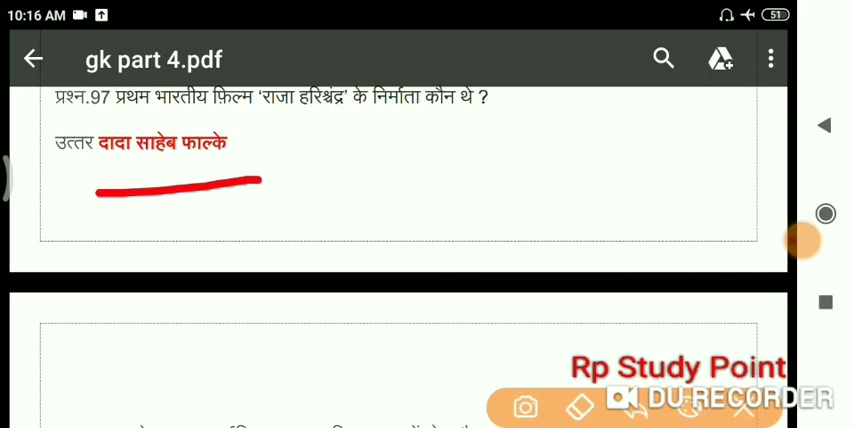 10:16 AM 51
gk part 4.pdf
प्रश्न.97 प्रथम भारतीय फ़िल्म ‘राजा हरिश्चंद्र’ के निर्माता कौन थे ?
उत्तर दादा साहेब फाल्के
Rp Study Point
DU RECORDER